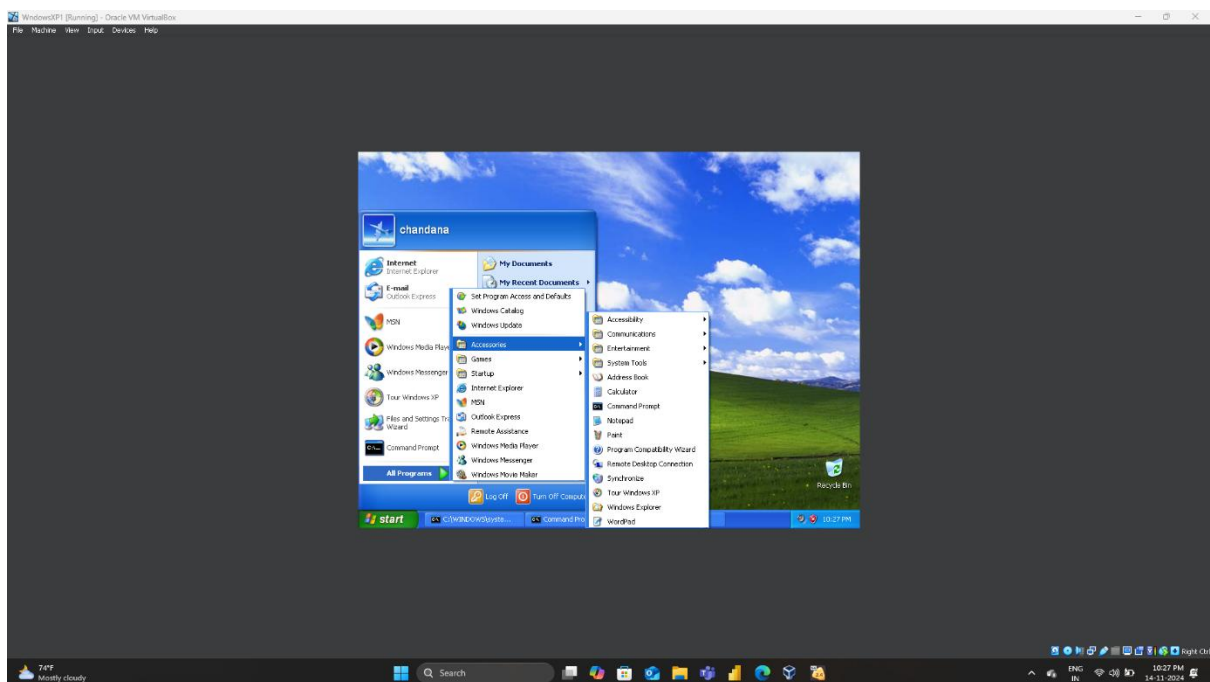 WindowsXP1 [Running] - Oracle VM VirtualBox
File Machine View Input Devices Help
chandana
Internet
Internet Explorer
E-mail
Outlook Express
MSN
Windows Media Play
Windows Messenger
Tour Windows XP
Files and Settings Tra
Wizard
Command Prompt
All Programs
My Documents
My Recent Documents
Set Program Access and Defaults
Windows Catalog
Windows Update
Accessories
Games
Startup
Internet Explorer
MSN
Outlook Express
Remote Assistance
Windows Media Player
Windows Messenger
Windows Movie Maker
Accessibility
Communications
Entertainment
System Tools
Address Book
Calculator
Command Prompt
Notepad
Paint
Program Compatibility Wizard
Remote Desktop Connection
Synchronize
Tour Windows XP
Windows Explorer
WordPad
Log Off
Turn Off Compute
Recycle Bin
start
C:\WINDOWS\syste...
Command Pro
10:27 PM
Right Ctrl
74°F
Mostly cloudy
Search
ENG
IN
10:27 PM
14-11-2024